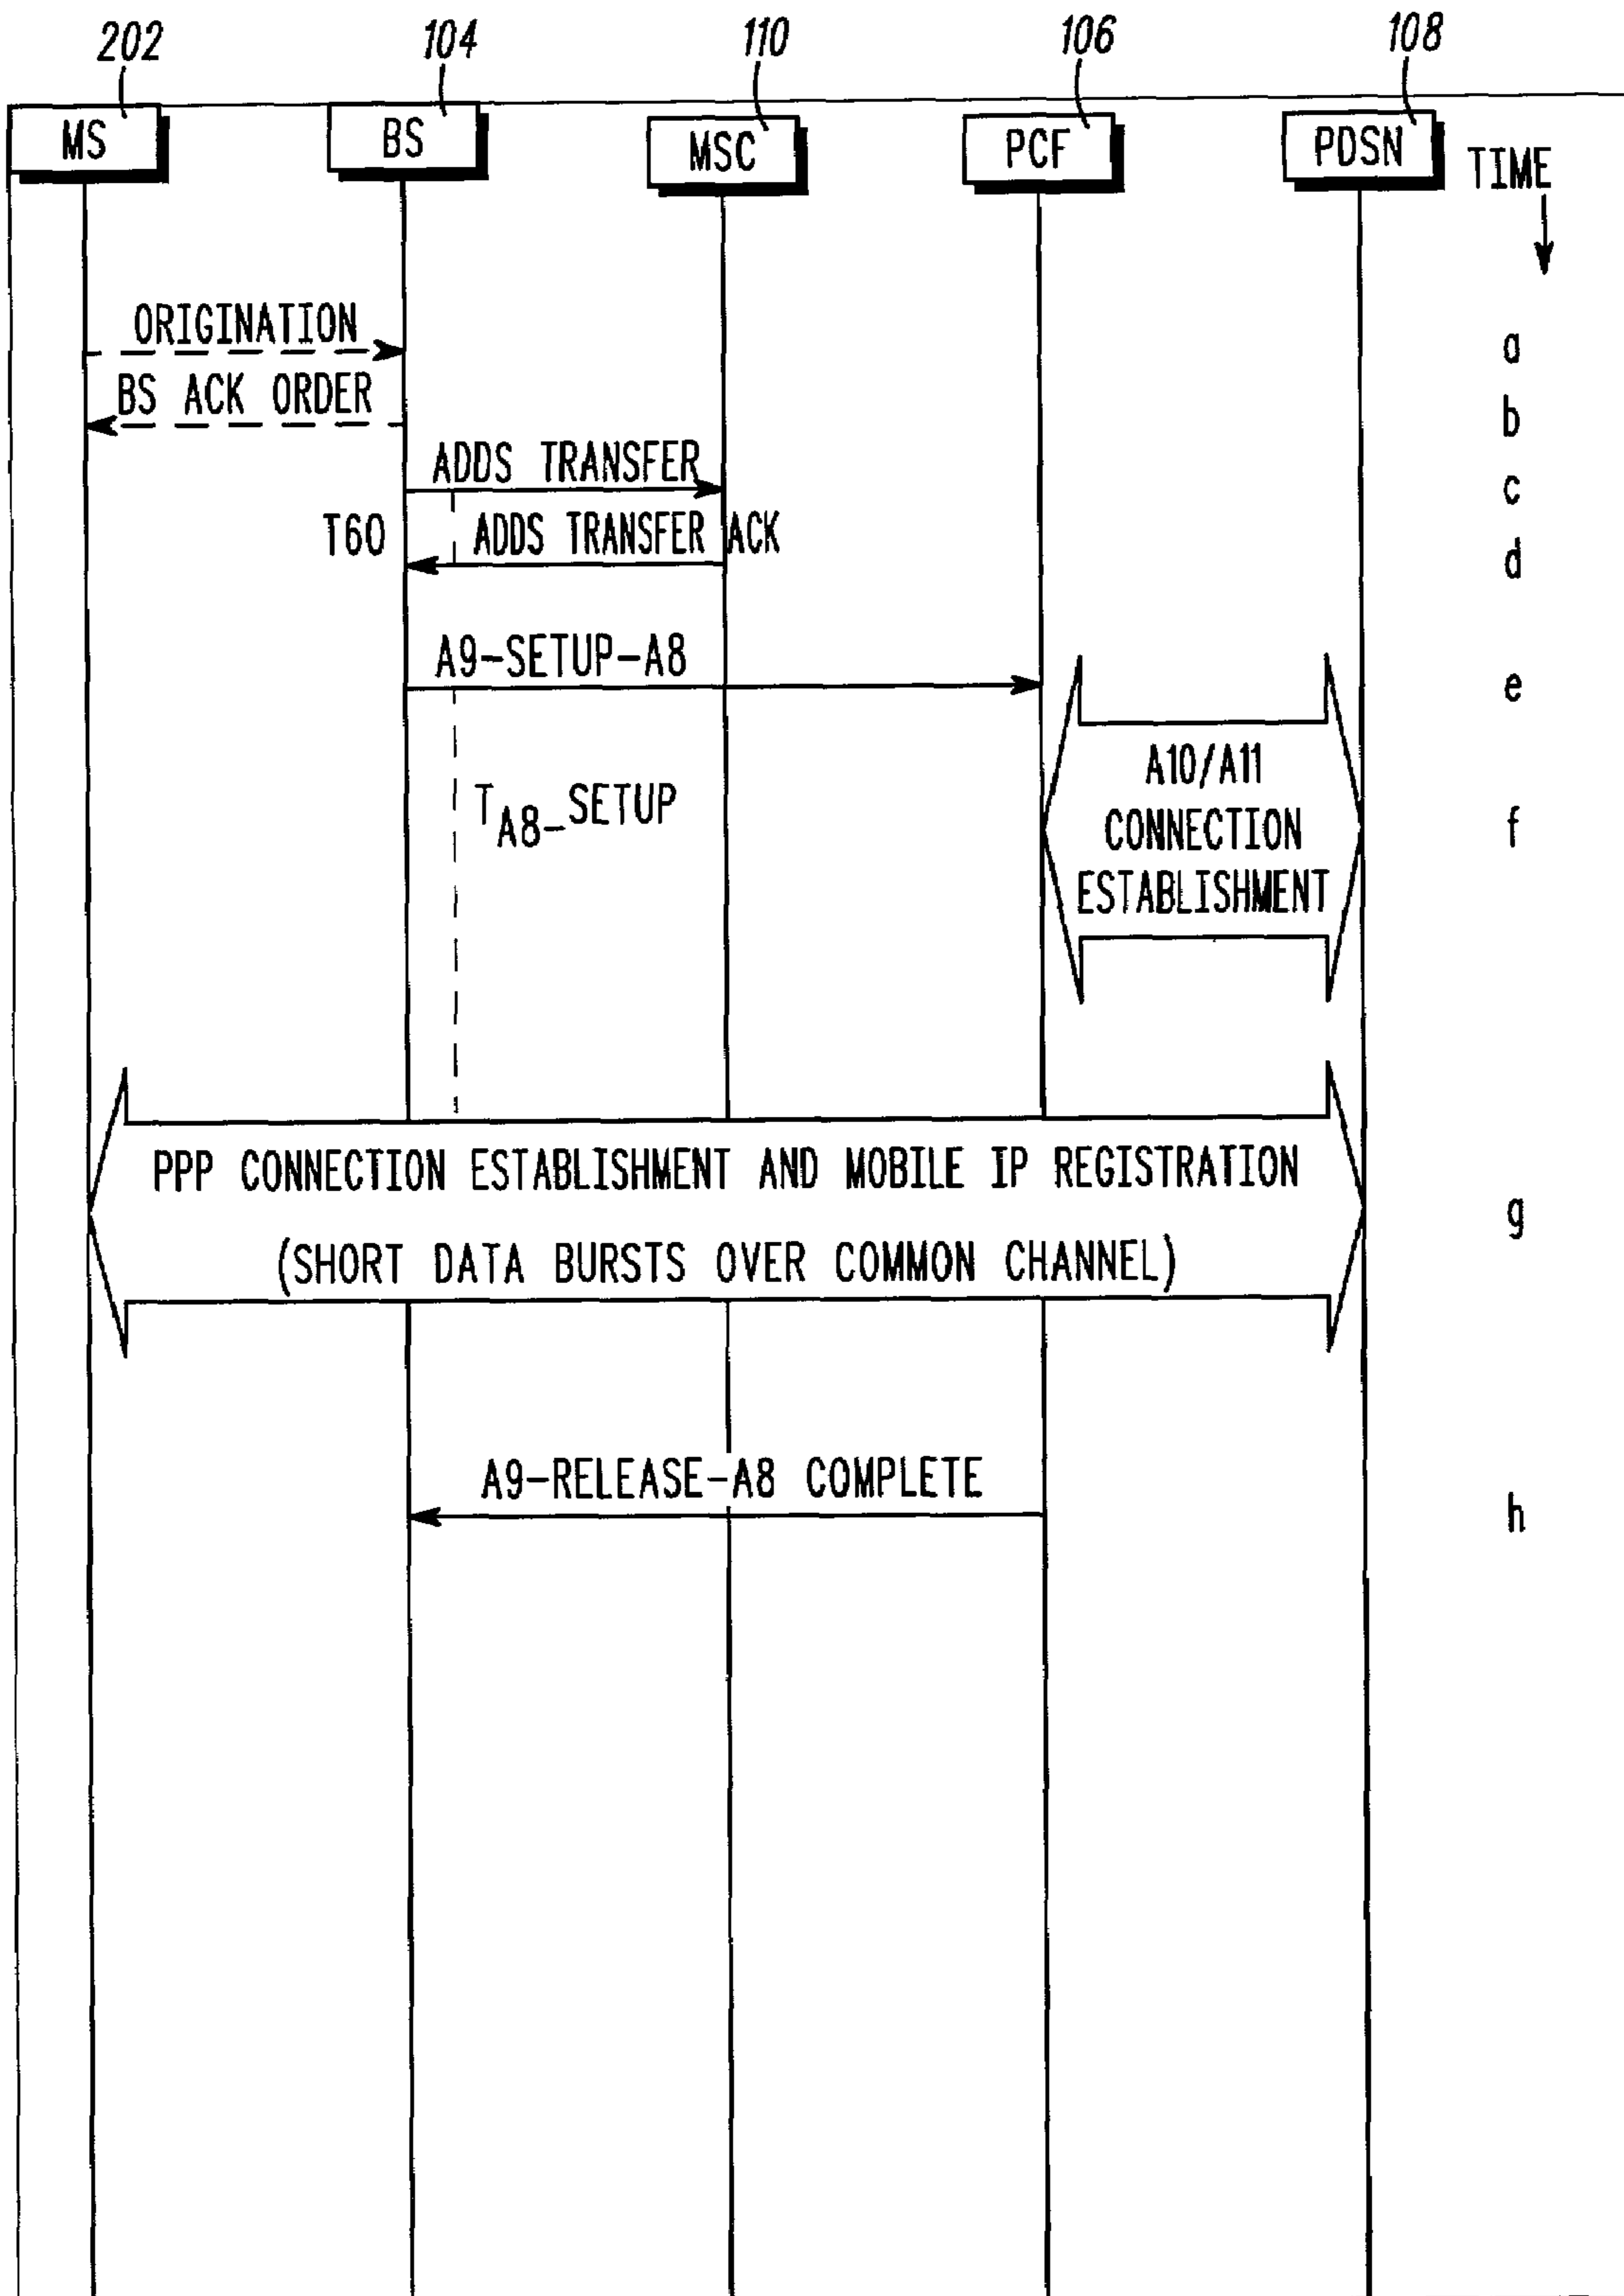 202 104 110 106 108
MS BS MSC PCF PDSN
TIME
ORIGINATION a
BS ACK ORDER b
ADDS TRANSFER c
T60 ADDS TRANSFER ACK d
A9-SETUP-A8 e
A10/A11
TA8_SETUP CONNECTION f
ESTABLISHMENT
PPP CONNECTION ESTABLISHMENT AND MOBILE IP REGISTRATION
g
(SHORT DATA BURSTS OVER COMMON CHANNEL)
A9-RELEASE-A8 COMPLETE h